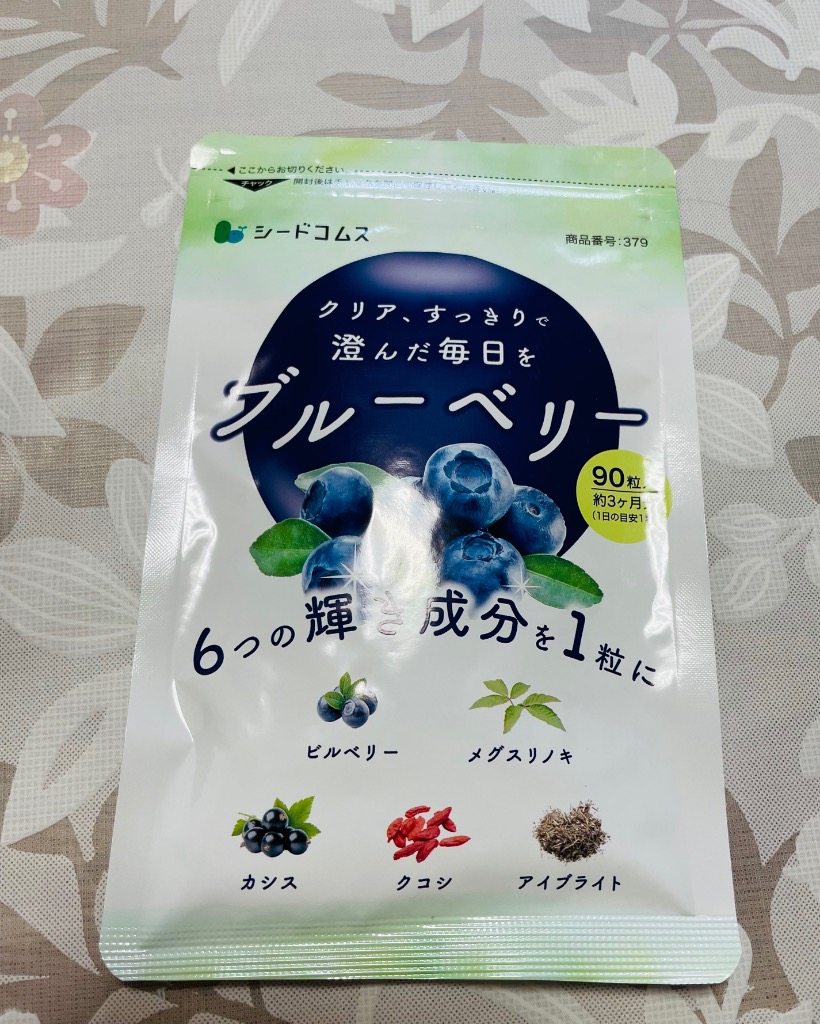 ここからお切りください
チャック
開封後は
シードコムス
商品番号:379
クリア、すっきりで
澄んだ毎日を
ブルーベリー
90粒
約3ヶ月
(1日の目安1
6つの輝き成分を1粒に
ビルベリー
メグスリノキ
カシス
クコシ
アイブライト